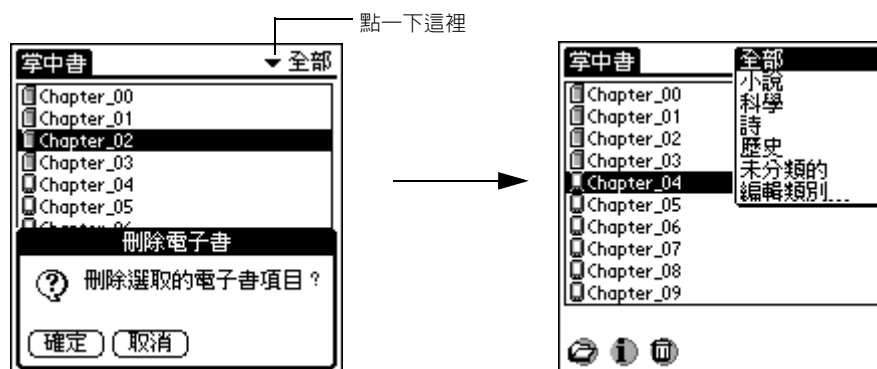 點一下這裡
掌中書
全部
Chapter_00
Chapter_01
Chapter_02
Chapter_03
Chapter_04
Chapter_05
刪除電子書
刪除選取的電子書項目?
確定
取消
掌中書
Chapter_00
Chapter_01
Chapter_02
Chapter_03
Chapter_04
Chapter_05
Chapter_06
Chapter_07
Chapter_08
Chapter_09
全部
小說
科學
詩
歷史
未分類的
編輯類別...